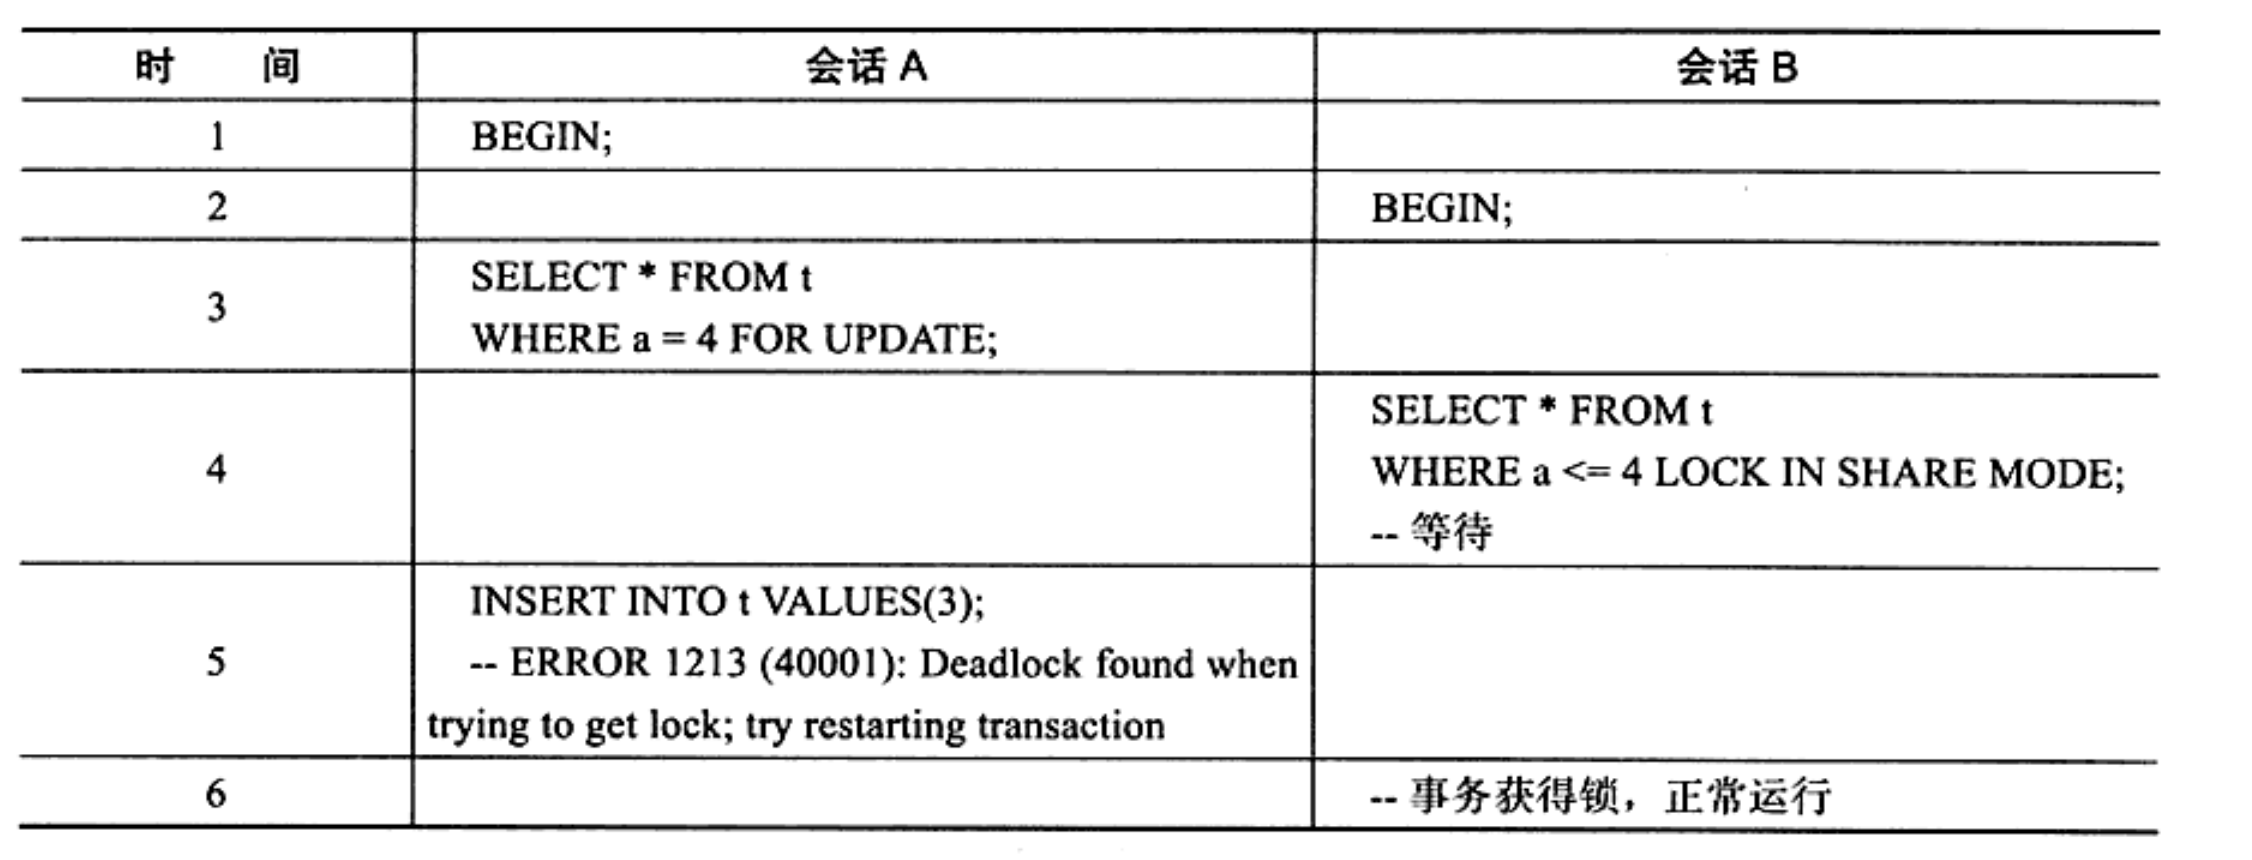 时 间 会话 A 会话 B
1 BEGIN;
2 BEGIN;
3 SELECT * FROM t
WHERE a = 4 FOR UPDATE;
4 SELECT * FROM t
WHERE a <= 4 LOCK IN SHARE MODE;
-- 等待
5 INSERT INTO t VALUES(3);
-- ERROR 1213 (40001): Deadlock found when
trying to get lock; try restarting transaction
6 -- 事务获得锁，正常运行